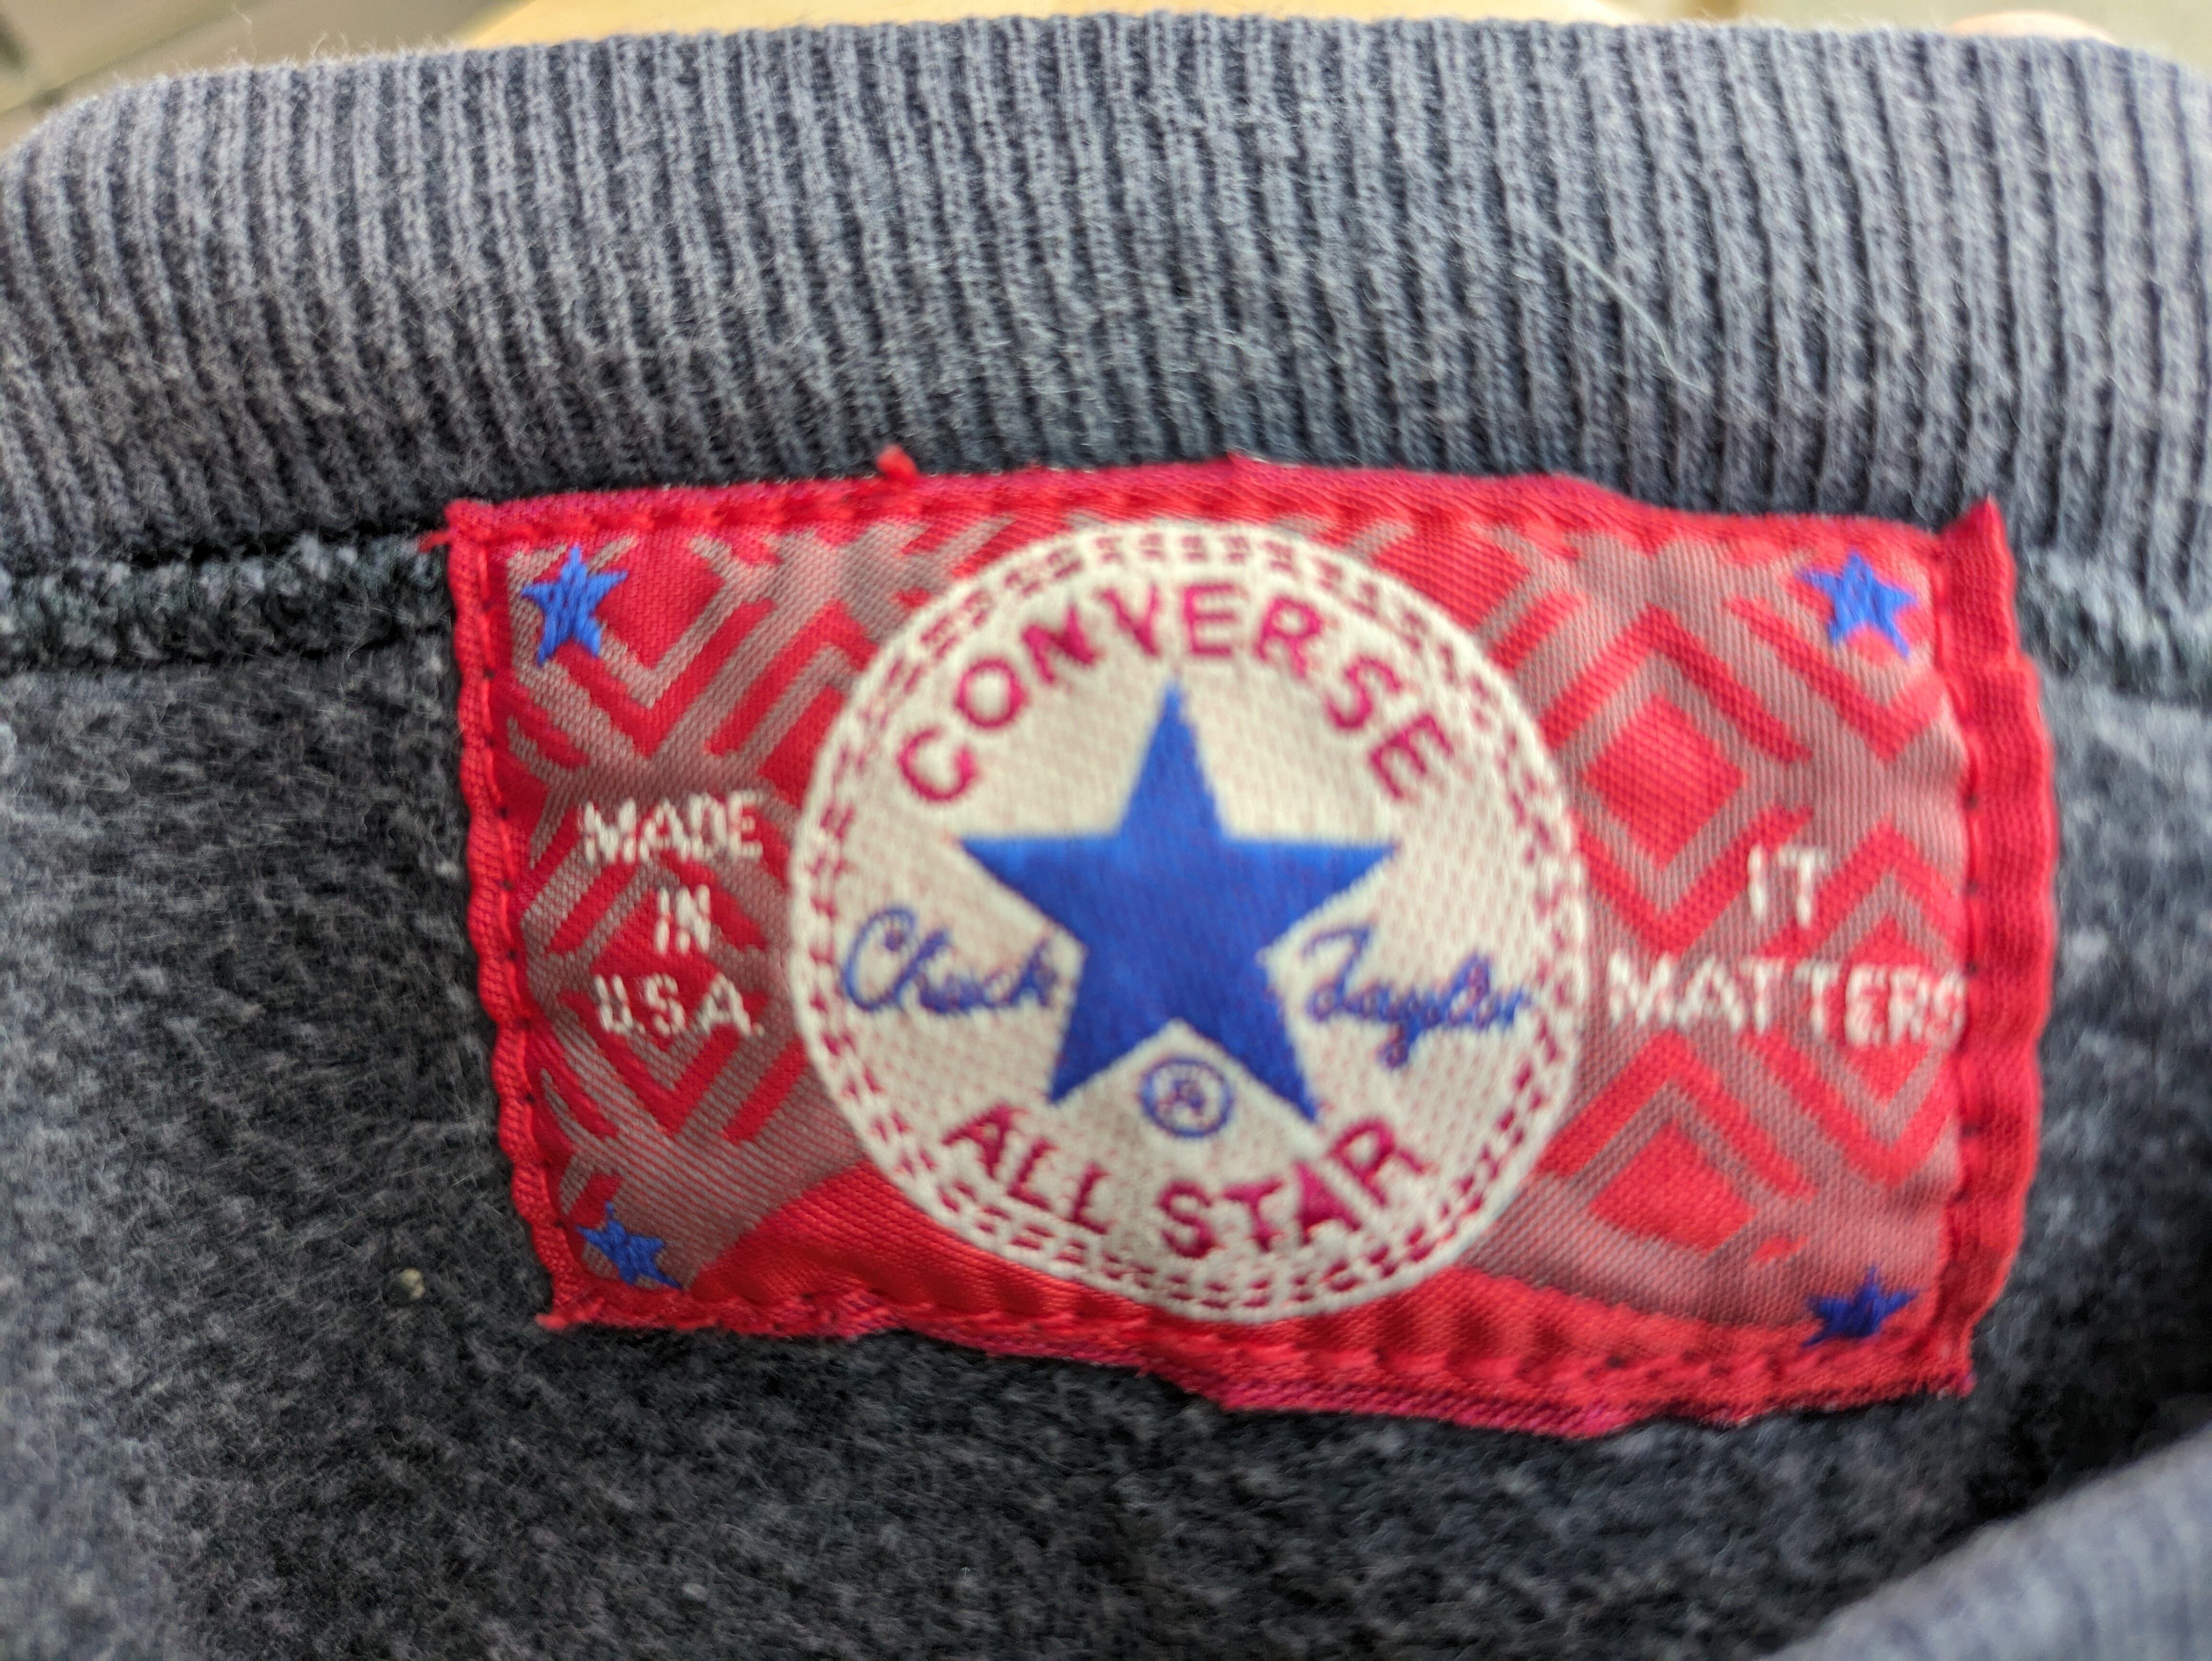 CONVERSE
Chuck Taylor
®
ALL STAR
MADE
IN
U.S.A.
IT
MATTERS